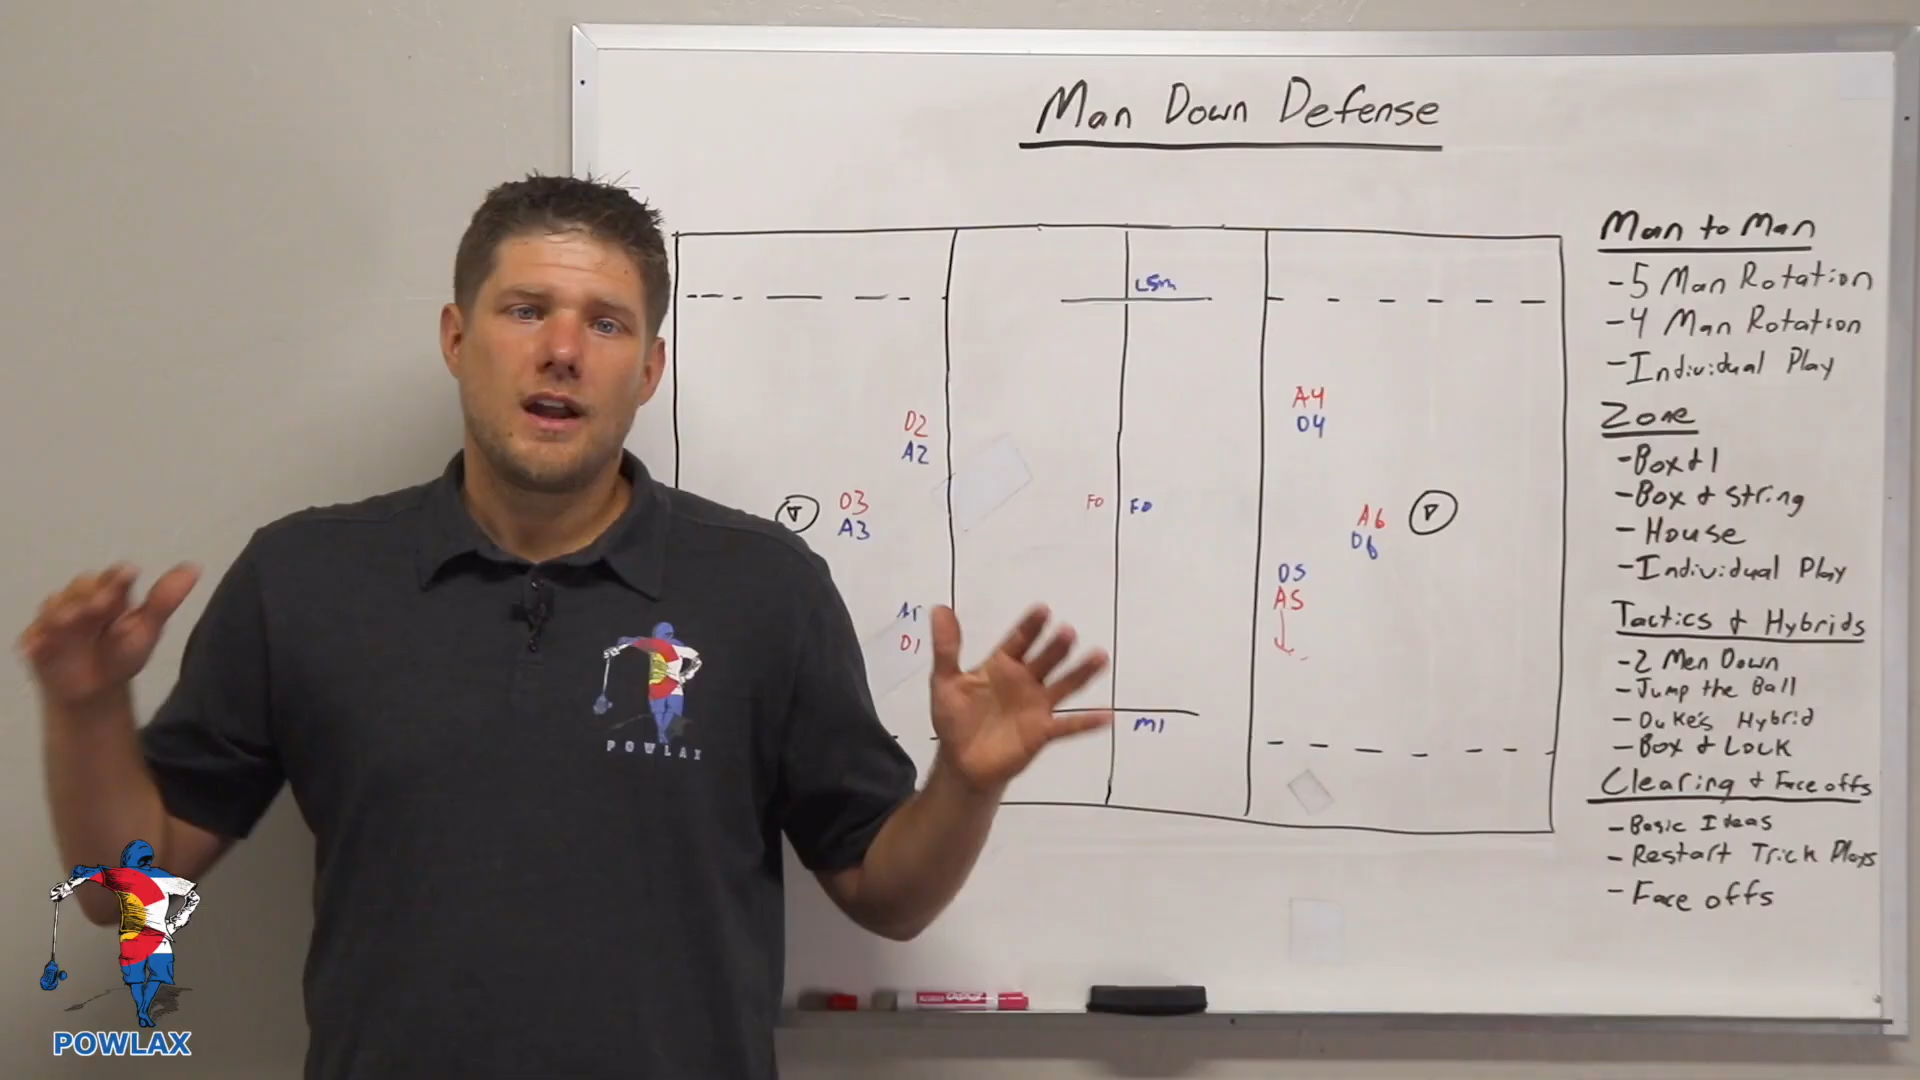 Man Down Defense
Man to Man
- 5 Man Rotation
- 4 Man Rotation
- Individual Play
Zone
- Box & 1
- Box & String
- House
- Individual Play
Tactics & Hybrids
- 2 Men Down
- Jump the Ball
- Duke's Hybrid
- Box & Lock
Clearing & Face offs
- Basic Ideas
- Restart Trick Plays
- Face offs
LSM
D2
A2
D3
A3
D1
FO FO
A4
D4
A6
D6
D5
A5
M1
POWLAX
POWLAX